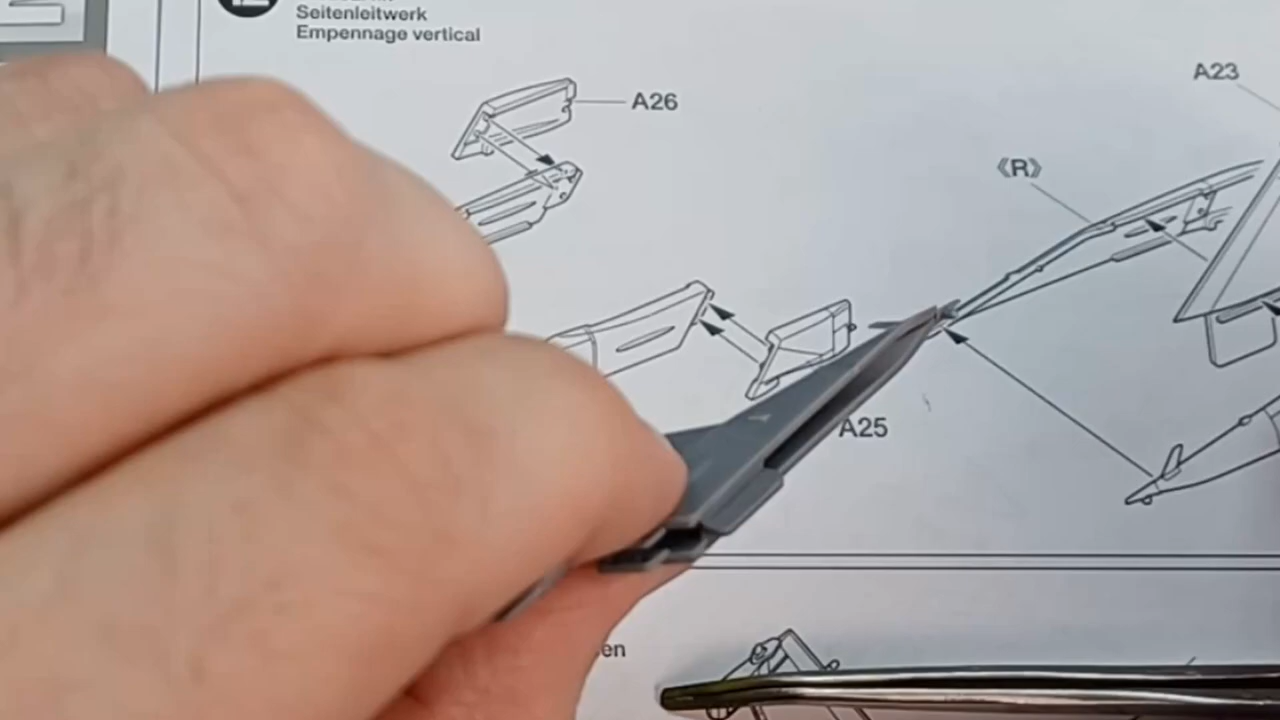 Seitenleitwerk
Empennage vertical
A26
A23
《R》
A25
en